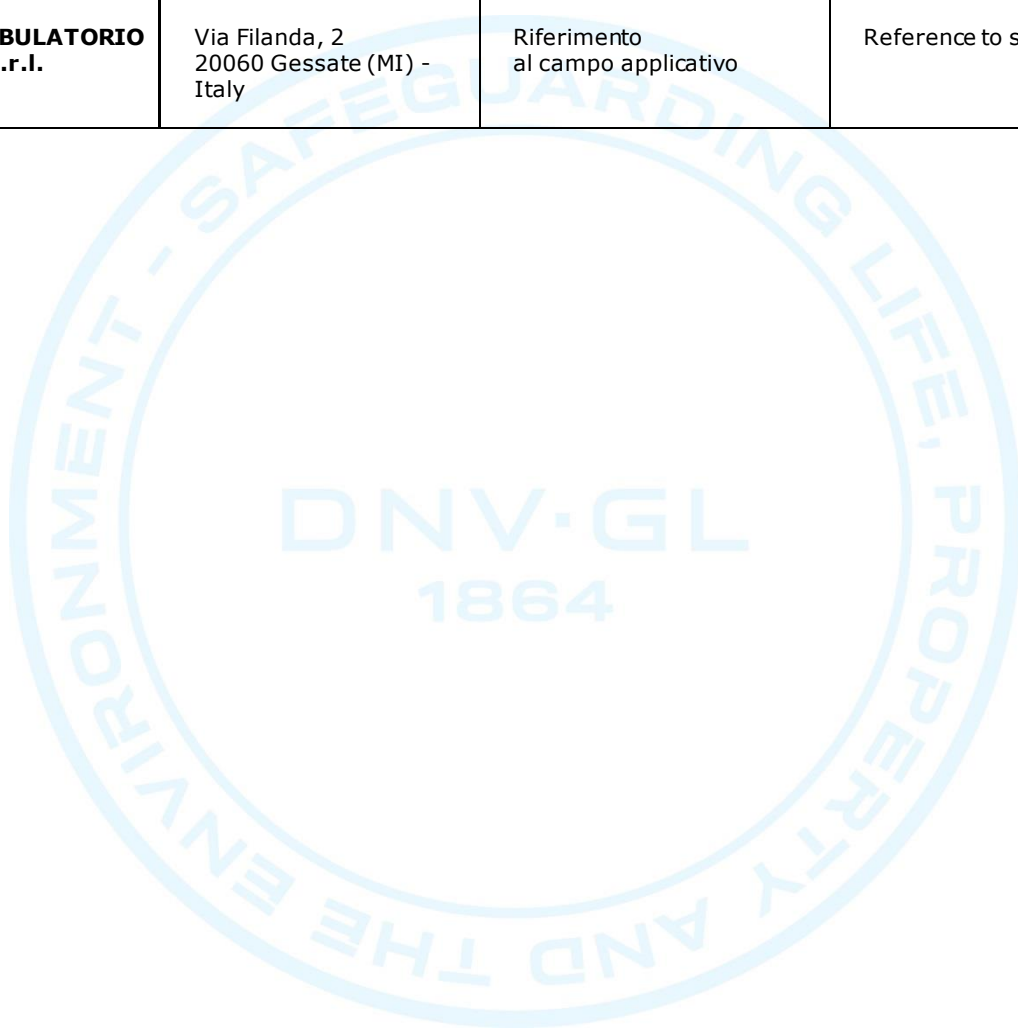 BULATORIO
.r.l.
Via Filanda, 2
20060 Gessate (MI) -
Italy
Riferimento
al campo applicativo
Reference to s
SAFEGUARDING LIFE, PROPERTY AND THE ENVIRONMENT -
DNV·GL
1864